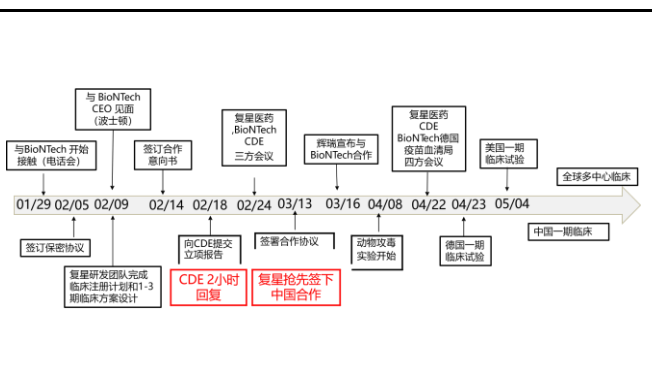 与 BioNTech
CEO 见面
（波士顿）
与BioNTech 开始
接触（电话会）
签订合作
意向书
复星医药
,BioNTech
CDE
三方会议
辉瑞宣布与
BioNTech合作
复星医药
CDE
BioNTech德国
疫苗血清局
四方会议
美国一期
临床试验
全球多中心临床
01/29 02/05 02/09 02/14 02/18 02/24 03/13 03/16 04/08 04/22 04/23 05/04
签订保密协议
复星研发团队完成
临床注册计划和1-3
期临床方案设计
向CDE提交
立项报告
CDE 2小时
回复
签署合作协议
复星抢先签下
中国合作
动物攻毒
实验开始
德国一期
临床试验
中国一期临床